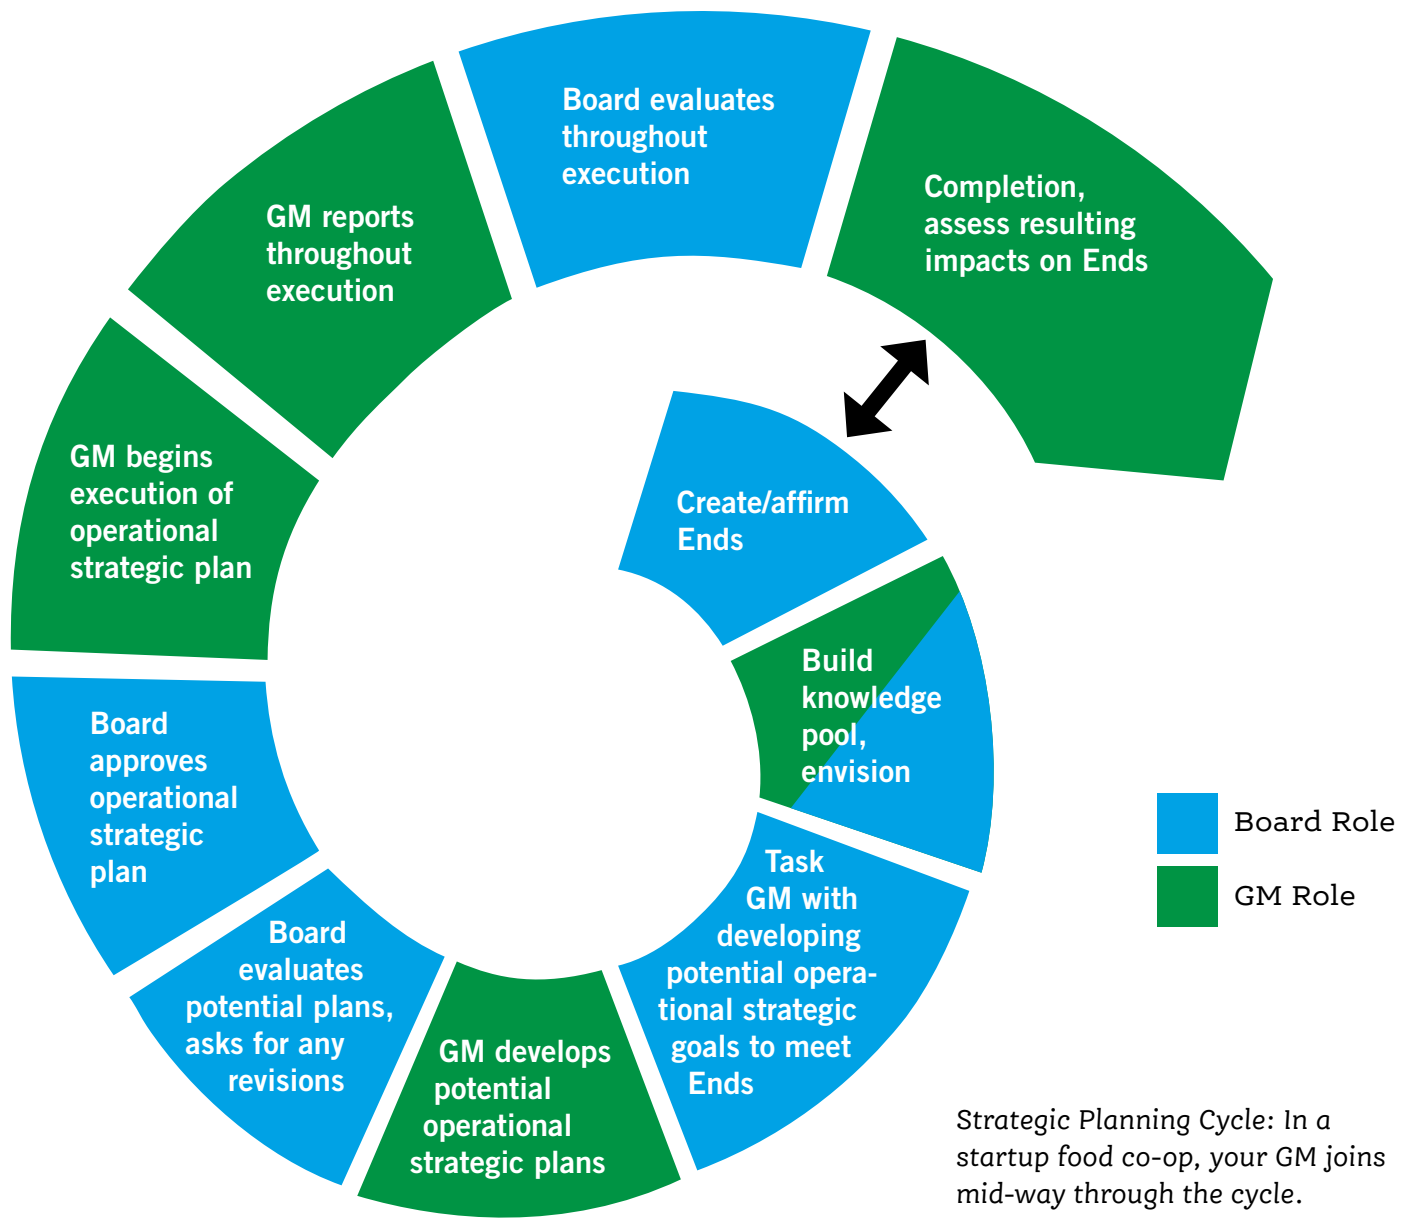 Create/affirm
Ends
Build
knowledge
pool,
envision
Task
GM with
developing
potential opera-
tional strategic
goals to meet
Ends
GM develops
potential
operational
strategic plans
Board
evaluates
potential plans,
asks for any
revisions
Board
approves
operational
strategic
plan
GM begins
execution of
operational
strategic plan
GM reports
throughout
execution
Board evaluates
throughout
execution
Completion,
assess resulting
impacts on Ends
Board Role
GM Role
Strategic Planning Cycle: In a
startup food co-op, your GM joins
mid-way through the cycle.